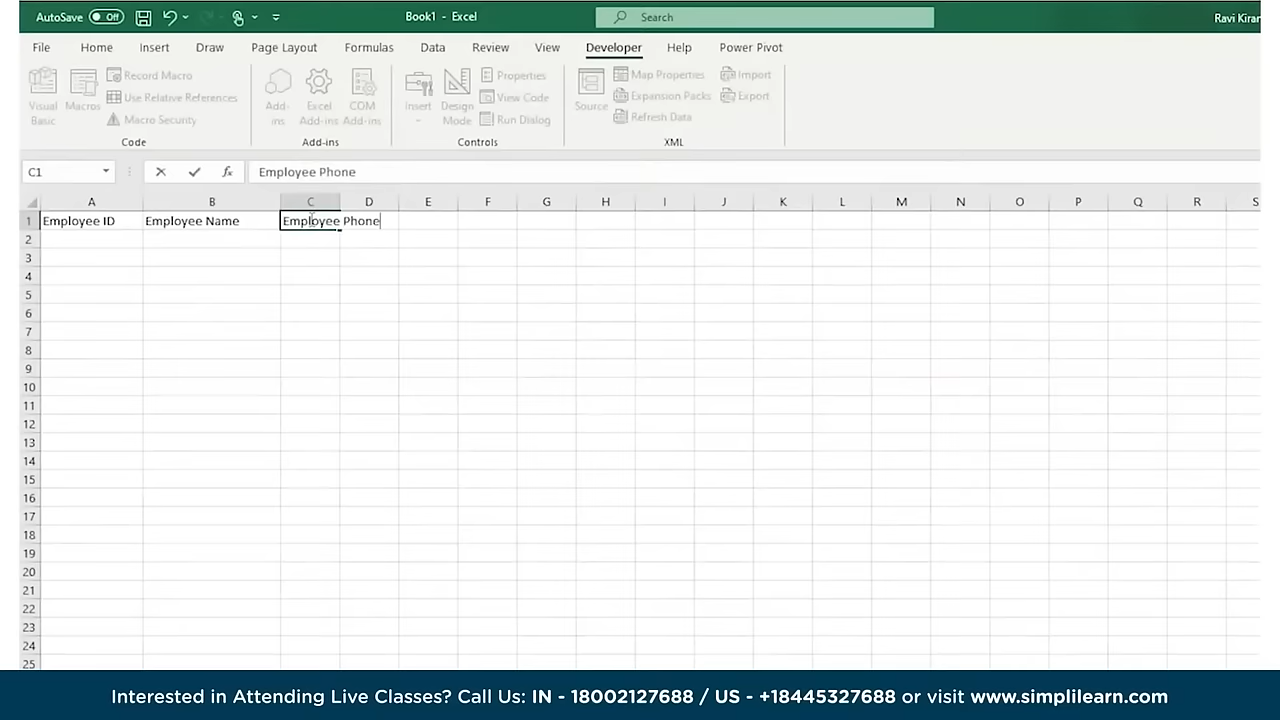 AutoSave Off Book1 - Excel Search Ravi Kiran
File Home Insert Draw Page Layout Formulas Data Review View Developer Help Power Pivot
Visual Basic
Macros
Record Macro
Use Relative References
Macro Security
Code
Add-ins
Excel Add-ins
COM Add-ins
Add-ins
Insert
Design Mode
Properties
View Code
Run Dialog
Controls
Source
Map Properties
Expansion Packs
Refresh Data
Import
Export
XML
C1 fx Employee Phone
A B C D E F G H I J K L M N O P Q R S
1 Employee ID Employee Name Employee Phone
2
3
4
5
6
7
8
9
10
11
12
13
14
15
16
17
18
19
20
21
22
23
24
25
Interested in Attending Live Classes? Call Us: IN - 18002127688 / US - +18445327688 or visit www.simplilearn.com